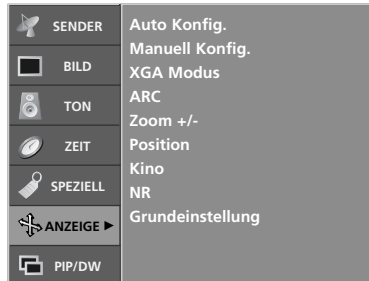 SENDER
BILD
TON
ZEIT
SPEZIELL
ANZEIGE ►
PIP/DW
Auto Konfig.
Manuell Konfig.
XGA Modus
ARC
Zoom +/-
Position
Kino
NR
Grundeinstellung